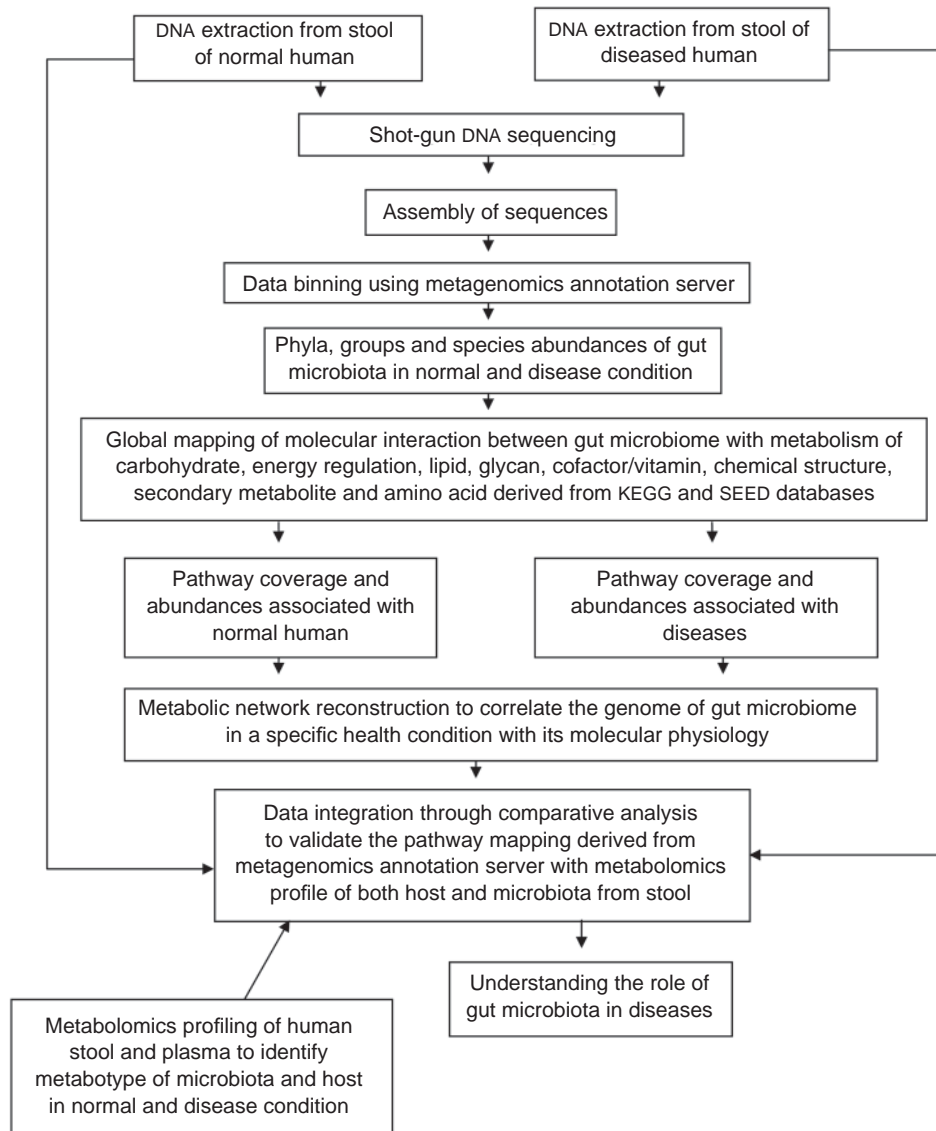 DNA extraction from stool
of normal human
DNA extraction from stool of
diseased human
Shot-gun DNA sequencing
Assembly of sequences
Data binning using metagenomics annotation server
Phyla, groups and species abundances of gut
microbiota in normal and disease condition
Global mapping of molecular interaction between gut microbiome with metabolism of
carbohydrate, energy regulation, lipid, glycan, cofactor/vitamin, chemical structure,
secondary metabolite and amino acid derived from KEGG and SEED databases
Pathway coverage and
abundances associated with
normal human
Pathway coverage and
abundances associated with
diseases
Metabolic network reconstruction to correlate the genome of gut microbiome
in a specific health condition with its molecular physiology
Data integration through comparative analysis
to validate the pathway mapping derived from
metagenomics annotation server with metabolomics
profile of both host and microbiota from stool
Understanding the role of
gut microbiota in diseases
Metabolomics profiling of human
stool and plasma to identify
metabotype of microbiota and host
in normal and disease condition